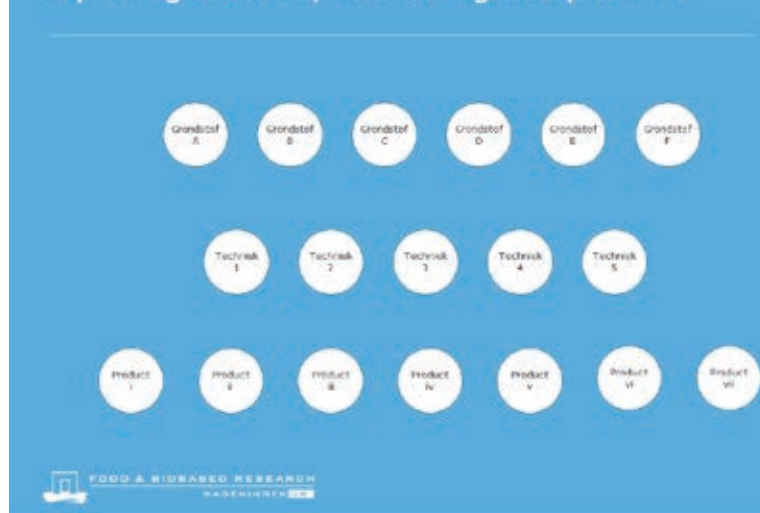 Grondstof A
Grondstof B
Grondstof C
Grondstof D
Grondstof E
Grondstof F
Techniek 1
Techniek 2
Techniek 3
Techniek 4
Techniek 5
Product i
Product ii
Product iii
Product iv
Product v
Product vi
Product vii
FOOD & BIOBASED RESEARCH
WAGENINGEN UR